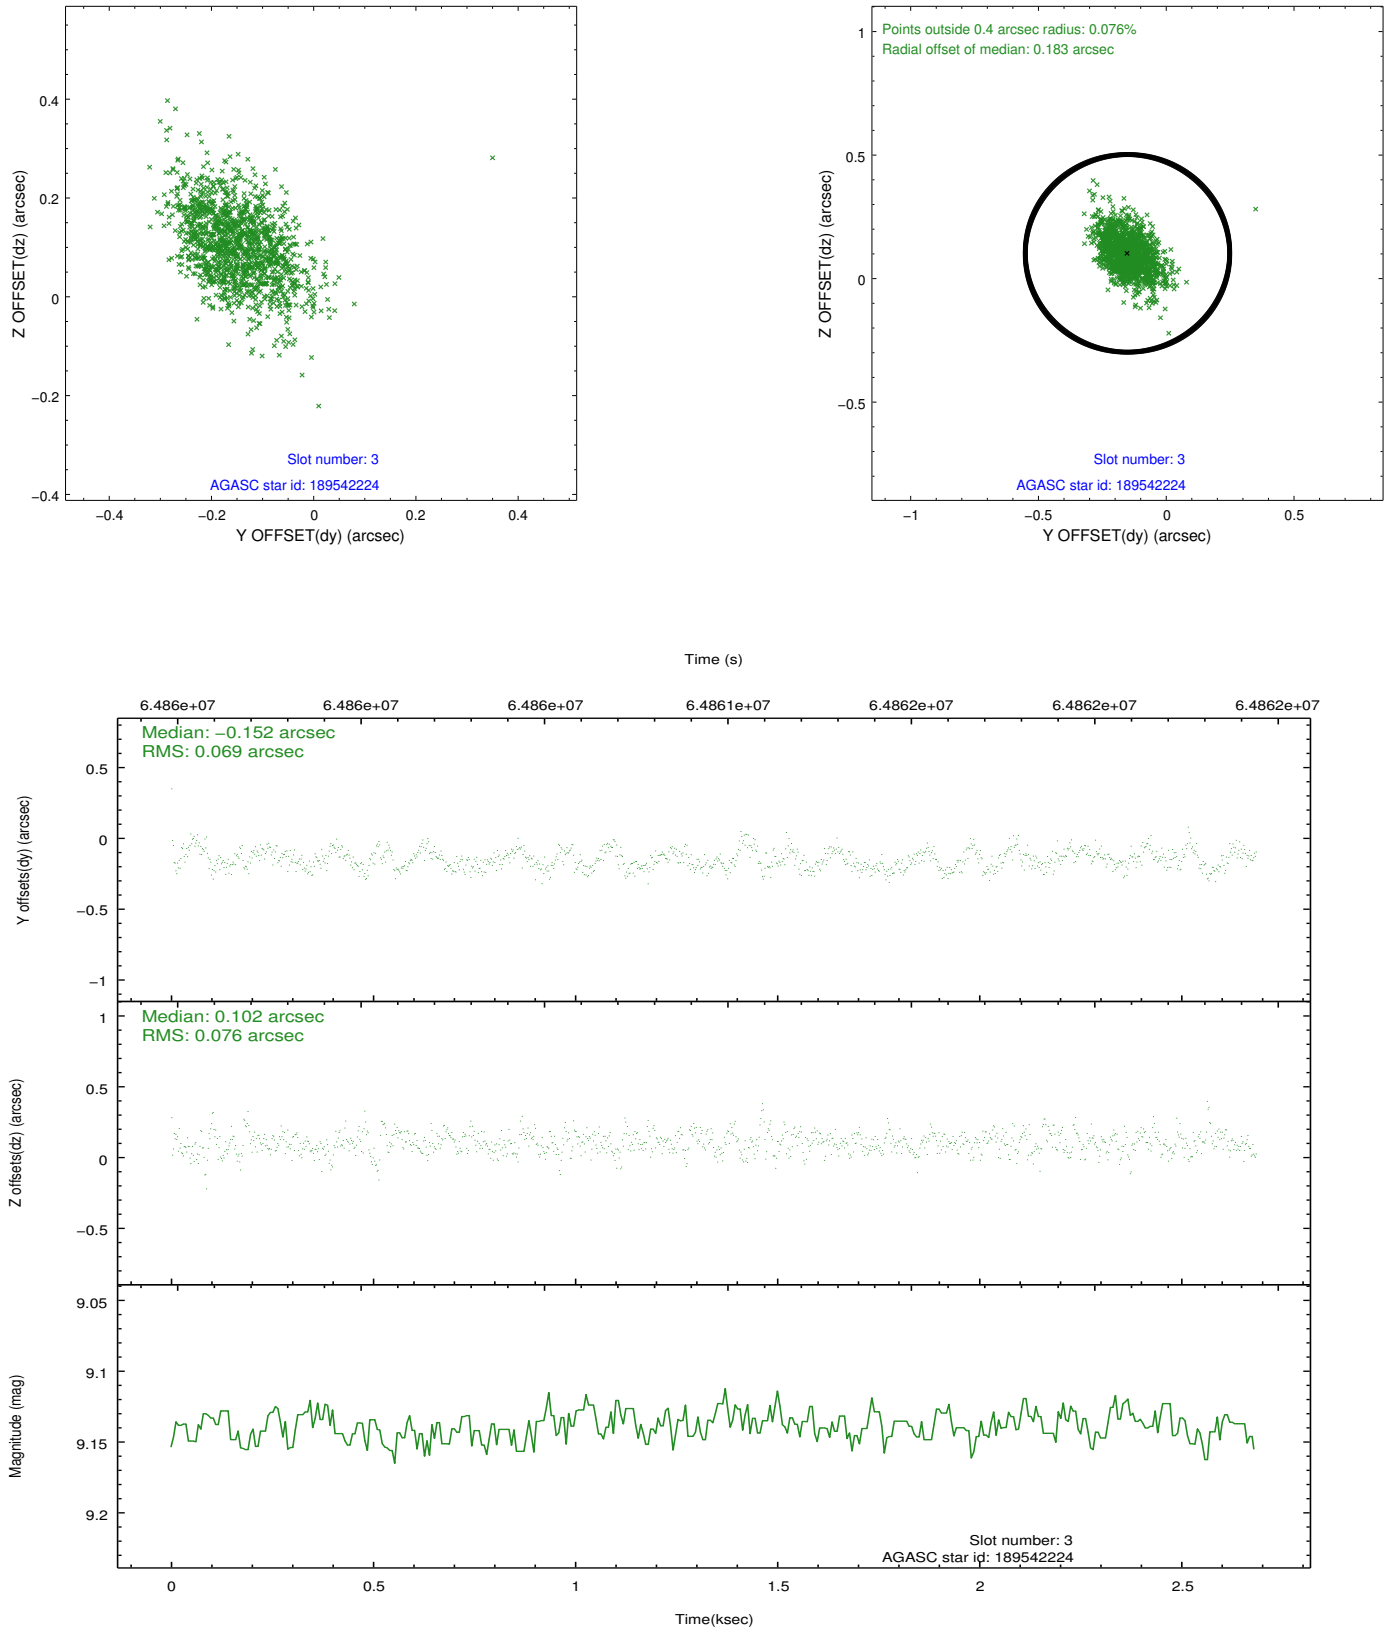 0.4
0.2
0
−0.2
−0.4
Z OFFSET(dz) (arcsec)
Slot number: 3
AGASC star id: 189542224
−0.4 −0.2 0 0.2 0.4
Y OFFSET(dy) (arcsec)
Points outside 0.4 arcsec radius: 0.076%
Radial offset of median: 0.183 arcsec
1
0.5
0
−0.5
Z OFFSET(dz) (arcsec)
Slot number: 3
AGASC star id: 189542224
−1 −0.5 0 0.5
Y OFFSET(dy) (arcsec)
Time (s)
6.486e+07 6.486e+07 6.486e+07 6.4861e+07 6.4862e+07 6.4862e+07 6.4862e+07
Median: −0.152 arcsec
RMS: 0.069 arcsec
0.5
0
−0.5
−1
Y offsets(dy) (arcsec)
Median: 0.102 arcsec
RMS: 0.076 arcsec
1
0.5
0
−0.5
Z offsets(dz) (arcsec)
9.05
9.1
9.15
9.2
Magnitude (mag)
Slot number: 3
AGASC star id: 189542224
0 0.5 1 1.5 2 2.5
Time(ksec)